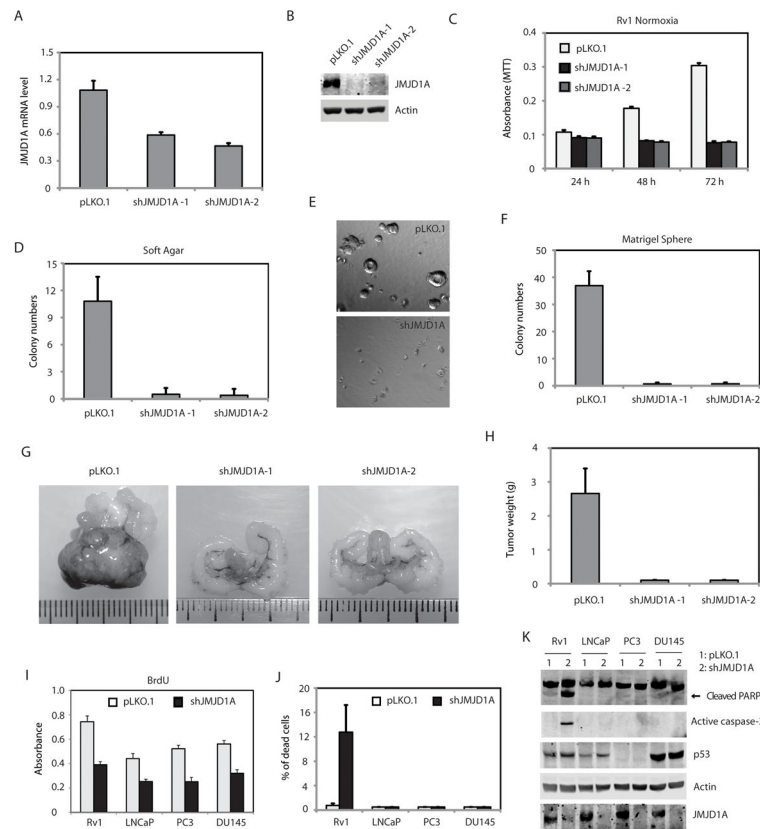 A
JMJD1A mRNA level
1.5
1.2
0.9
0.6
0.3
0
pLKO.1
shJMJD1A -1
shJMJD1A-2
B
pLKO.1
shJMJD1A-1
shJMJD1A-2
JMJD1A
Actin
C
Rv1 Normoxia
Absorbance (MTT)
0.4
0.3
0.2
0.1
0
pLKO.1
shJMJD1A-1
shJMJD1A -2
24 h
48 h
72 h
D
Soft Agar
Colony numbers
15
12
9
6
3
0
pLKO.1
shJMJD1A -1
shJMJD1A-2
E
pLKO.1
shJMJD1A
F
Matrigel Sphere
Colony numbers
50
40
30
20
10
0
pLKO.1
shJMJD1A -1
shJMJD1A-2
G
pLKO.1
shJMJD1A-1
shJMJD1A-2
H
Tumor weight (g)
4
3
2
1
0
pLKO.1
shJMJD1A -1
shJMJD1A-2
I
BrdU
Absorbance
1.0
0.8
0.6
0.4
0.2
0
pLKO.1
shJMJD1A
Rv1
LNCaP
PC3
DU145
J
% of dead cells
20
16
12
8
4
0
pLKO.1
shJMJD1A
Rv1
LNCaP
PC3
DU145
K
Rv1 LNCaP PC3 DU145
1 2 1 2 1 2 1 2
1: pLKO.1
2: shJMJD1A
Cleaved PARP
Active caspase-
p53
Actin
JMJD1A